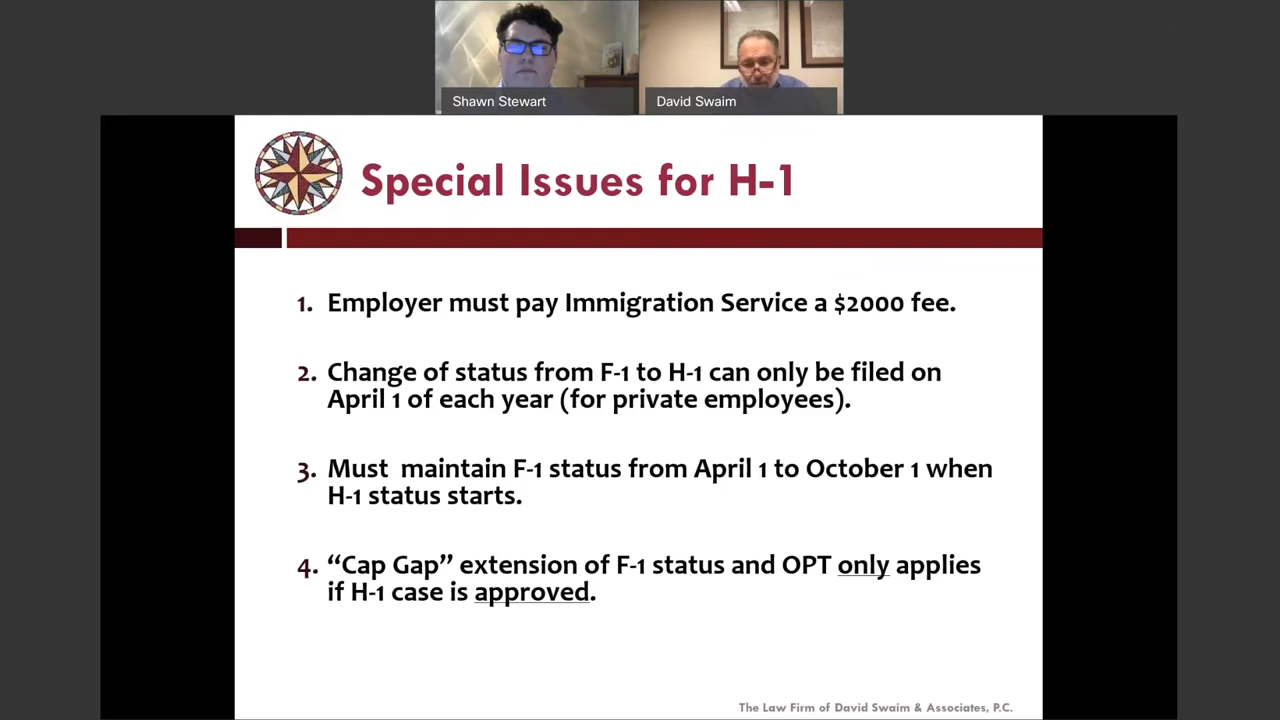 Shawn Stewart
David Swaim
Special Issues for H-1
1. Employer must pay Immigration Service a $2000 fee.
2. Change of status from F-1 to H-1 can only be filed on
April 1 of each year (for private employees).
3. Must maintain F-1 status from April 1 to October 1 when
H-1 status starts.
4. “Cap Gap” extension of F-1 status and OPT only applies
if H-1 case is approved.
The Law Firm of David Swaim & Associates, P.C.